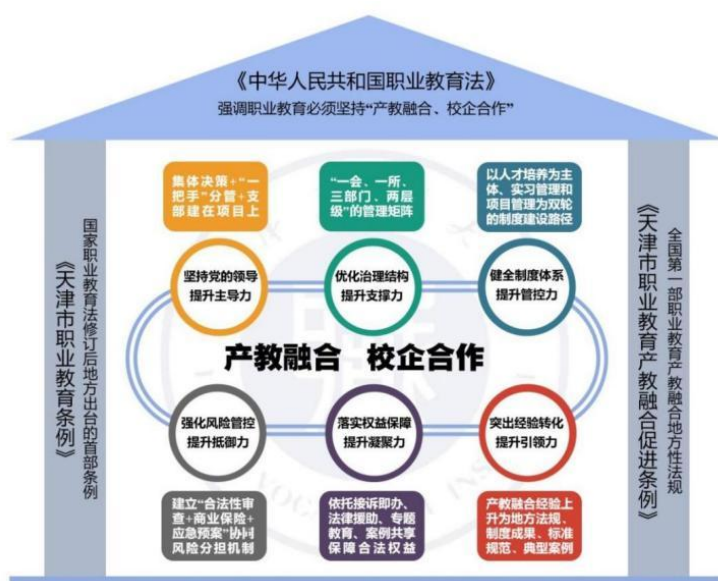 《中华人民共和国职业教育法》
强调职业教育必须坚持“产教融合、校企合作”
国家职业教育法修订后地方出台的首部条例
《天津市职业教育条例》
集体决策+“一
把手”分管+支
部建在项目上
“一会、一所、
三部门、两层
级”的管理矩阵
以人才培养为主
体、实习管理和
项目管理为双轮
的制度建设路径
坚持党的领导
提升主导力
优化治理结构
提升支撑力
健全制度体系
提升管控力
产教融合 校企合作
强化风险管控
提升抵御力
落实权益保障
提升凝聚力
突出经验转化
提升引领力
建立“合法性审
查+商业保险+
应急预案”协同
风险分担机制
依托接诉即办、
法律援助、专题
教育、案例共享
保障合法权益
产教融合经验上
升为地方法规、
制度成果、标准
规范、典型案例
《天津市职业教育产教融合促进条例》
全国第一部职业教育产教融合地方性法规